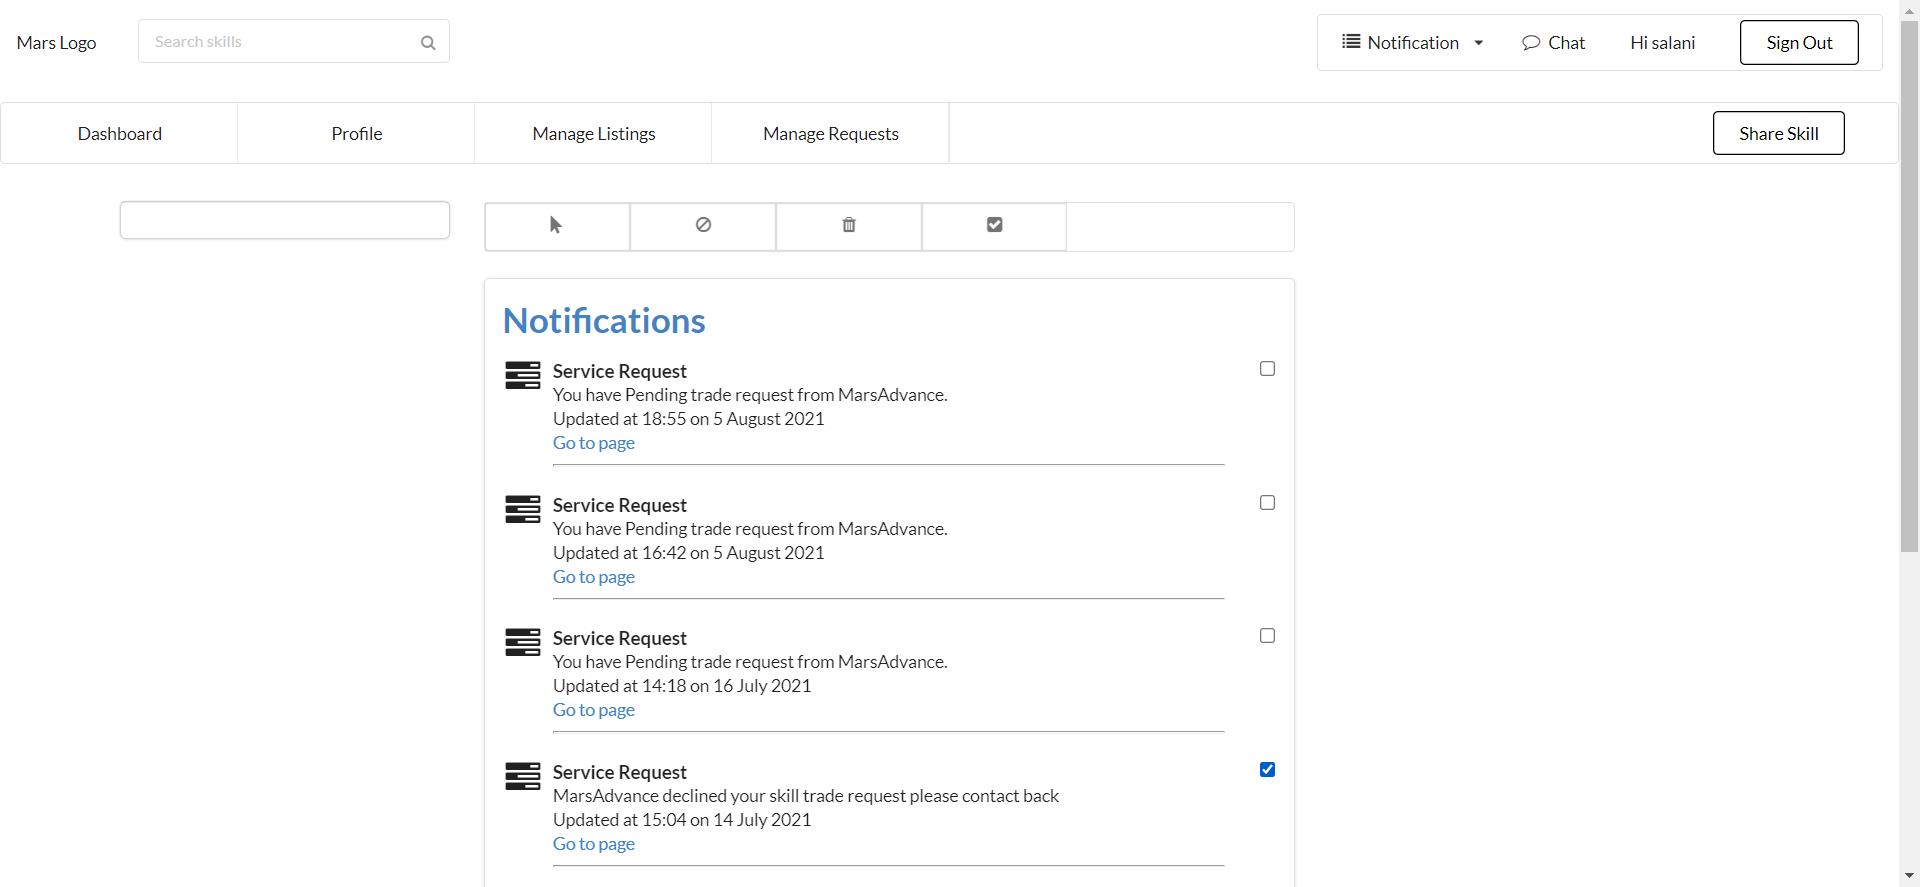 Mars Logo
Search skills
Notification
Chat
Hi salani
Sign Out
Dashboard
Profile
Manage Listings
Manage Requests
Share Skill
Notifications
Service Request
You have Pending trade request from MarsAdvance.
Updated at 18:55 on 5 August 2021
Go to page
Service Request
You have Pending trade request from MarsAdvance.
Updated at 16:42 on 5 August 2021
Go to page
Service Request
You have Pending trade request from MarsAdvance.
Updated at 14:18 on 16 July 2021
Go to page
Service Request
MarsAdvance declined your skill trade request please contact back
Updated at 15:04 on 14 July 2021
Go to page